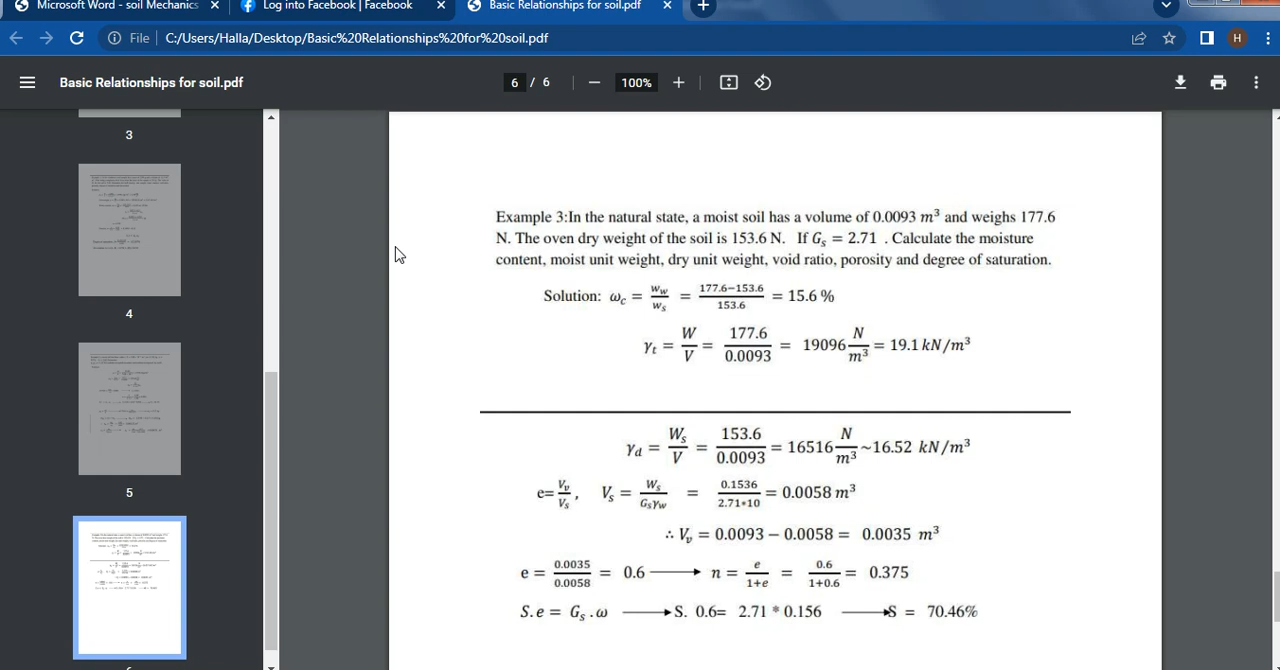 Microsoft Word - soil Mechanics
Log into Facebook | Facebook
Basic Relationships for soil.pdf
File | C:/Users/Halla/Desktop/Basic%20Relationships%20for%20soil.pdf
H
Basic Relationships for soil.pdf
6 / 6
100%
3
4
5
Example 3:In the natural state, a moist soil has a volume of 0.0093 m³ and weighs 177.6
N. The oven dry weight of the soil is 153.6 N. If Gₛ = 2.71 . Calculate the moisture
content, moist unit weight, dry unit weight, void ratio, porosity and degree of saturation.
Solution: ω_c = W_w/W_s = (177.6−153.6)/153.6 = 15.6 %
γ_t = W/V = 177.6/0.0093 = 19096 N/m³ = 19.1 kN/m³
γ_d = W_s/V = 153.6/0.0093 = 16516 N/m³ ~16.52 kN/m³
e= V_v/V_s , V_s = W_s/(G_sγ_w) = 0.1536/(2.71*10) = 0.0058 m³
∴ V_v = 0.0093 − 0.0058 = 0.0035 m³
e = 0.0035/0.0058 = 0.6 → n = e/(1+e) = 0.6/(1+0.6) = 0.375
S.e = G_s .ω → S. 0.6= 2.71 * 0.156 → S = 70.46%